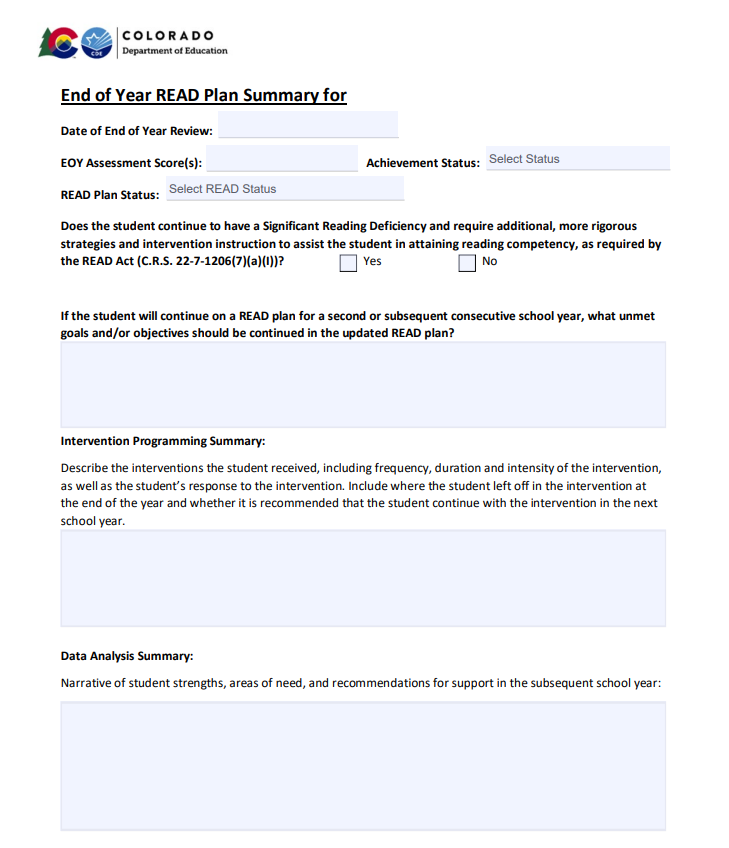 COLORADO
CDE
Department of Education
End of Year READ Plan Summary for
Date of End of Year Review:
EOY Assessment Score(s): Achievement Status: Select Status
READ Plan Status: Select READ Status
Does the student continue to have a Significant Reading Deficiency and require additional, more rigorous
strategies and intervention instruction to assist the student in attaining reading competency, as required by
the READ Act (C.R.S. 22-7-1206(7)(a)(I))? Yes No
If the student will continue on a READ plan for a second or subsequent consecutive school year, what unmet
goals and/or objectives should be continued in the updated READ plan?
Intervention Programming Summary:
Describe the interventions the student received, including frequency, duration and intensity of the intervention,
as well as the student’s response to the intervention. Include where the student left off in the intervention at
the end of the year and whether it is recommended that the student continue with the intervention in the next
school year.
Data Analysis Summary:
Narrative of student strengths, areas of need, and recommendations for support in the subsequent school year: